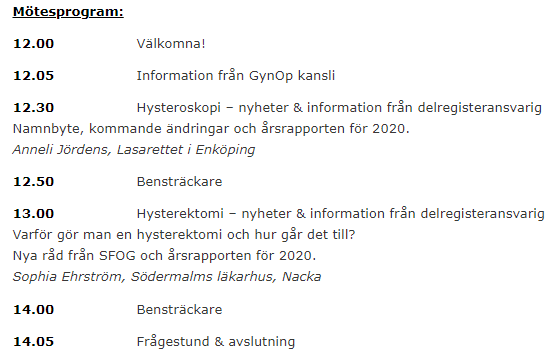 Mötesprogram:
12.00 Välkomna!
12.05 Information från GynOp kansli
12.30 Hysteroskopi – nyheter & information från delregisteransvarig
Namnbyte, kommande ändringar och årsrapporten för 2020.
Anneli Jördens, Lasarettet i Enköping
12.50 Bensträckare
13.00 Hysterektomi – nyheter & information från delregisteransvarig
Varför gör man en hysterektomi och hur går det till?
Nya råd från SFOG och årsrapporten för 2020.
Sophia Ehrström, Södermalms läkarhus, Nacka
14.00 Bensträckare
14.05 Frågestund & avslutning